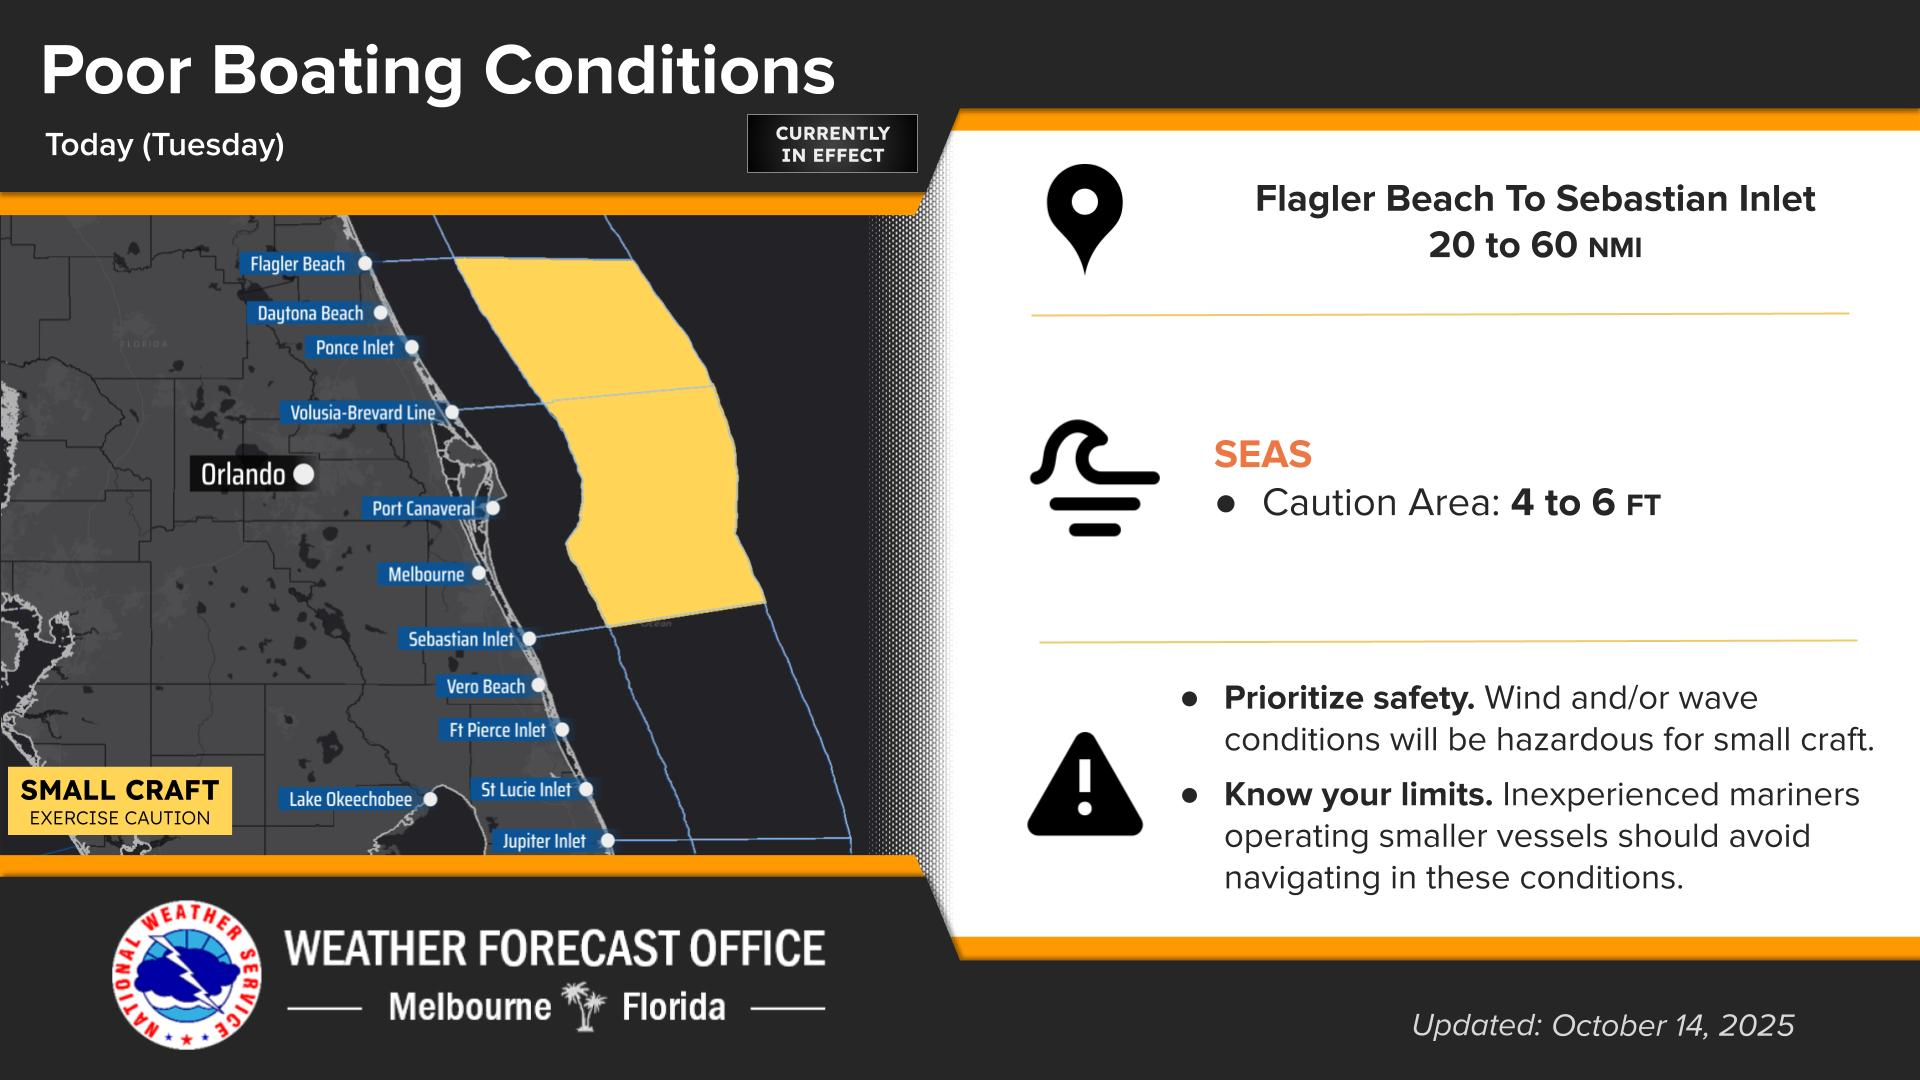 Poor Boating Conditions
Today (Tuesday)
CURRENTLY
IN EFFECT
Flagler Beach
Daytona Beach
FLORIDA
Ponce Inlet
Volusia-Brevard Line
Orlando
Port Canaveral
Melbourne
Sebastian Inlet
Ocean
Vero Beach
Ft Pierce Inlet
St Lucie Inlet
Lake Okeechobee
Jupiter Inlet
SMALL CRAFT
EXERCISE CAUTION
Flagler Beach To Sebastian Inlet
20 to 60 NMI
SEAS
● Caution Area: 4 to 6 FT
● Prioritize safety. Wind and/or wave
conditions will be hazardous for small craft.
● Know your limits. Inexperienced mariners
operating smaller vessels should avoid
navigating in these conditions.
NATIONAL WEATHER SERVICE
WEATHER FORECAST OFFICE
Melbourne Florida
Updated: October 14, 2025